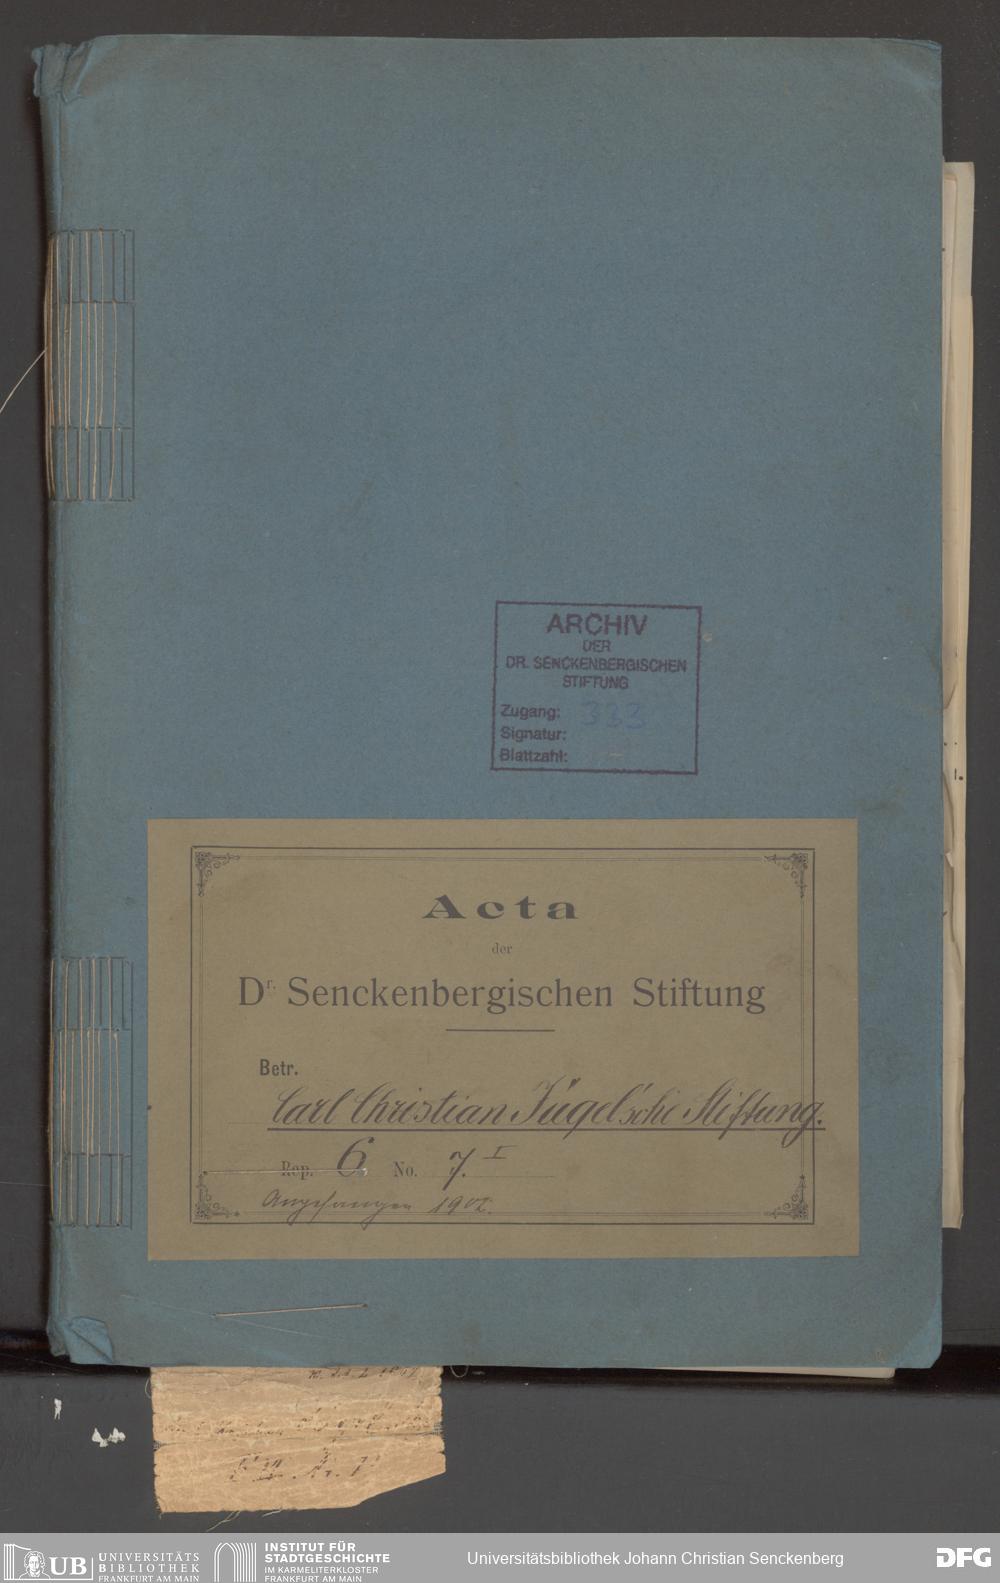 ARCHIV
DER
DR. SENCKENBERGISCHEN
STIFTUNG
Zugang: 333
Signatur:
Blattzahl:
Acta
der
Dr. Senckenbergischen Stiftung
Betr.
Carl Christian Jügel'sche Stiftung.
Rep. 6 No. 7. I
Angefangen 1902.
UB UNIVERSITÄTS
BIBLIOTHEK
FRANKFURT AM MAIN
INSTITUT FÜR
STADTGESCHICHTE
IM KARMELITERKLOSTER
FRANKFURT AM MAIN
Universitätsbibliothek Johann Christian Senckenberg
DFG